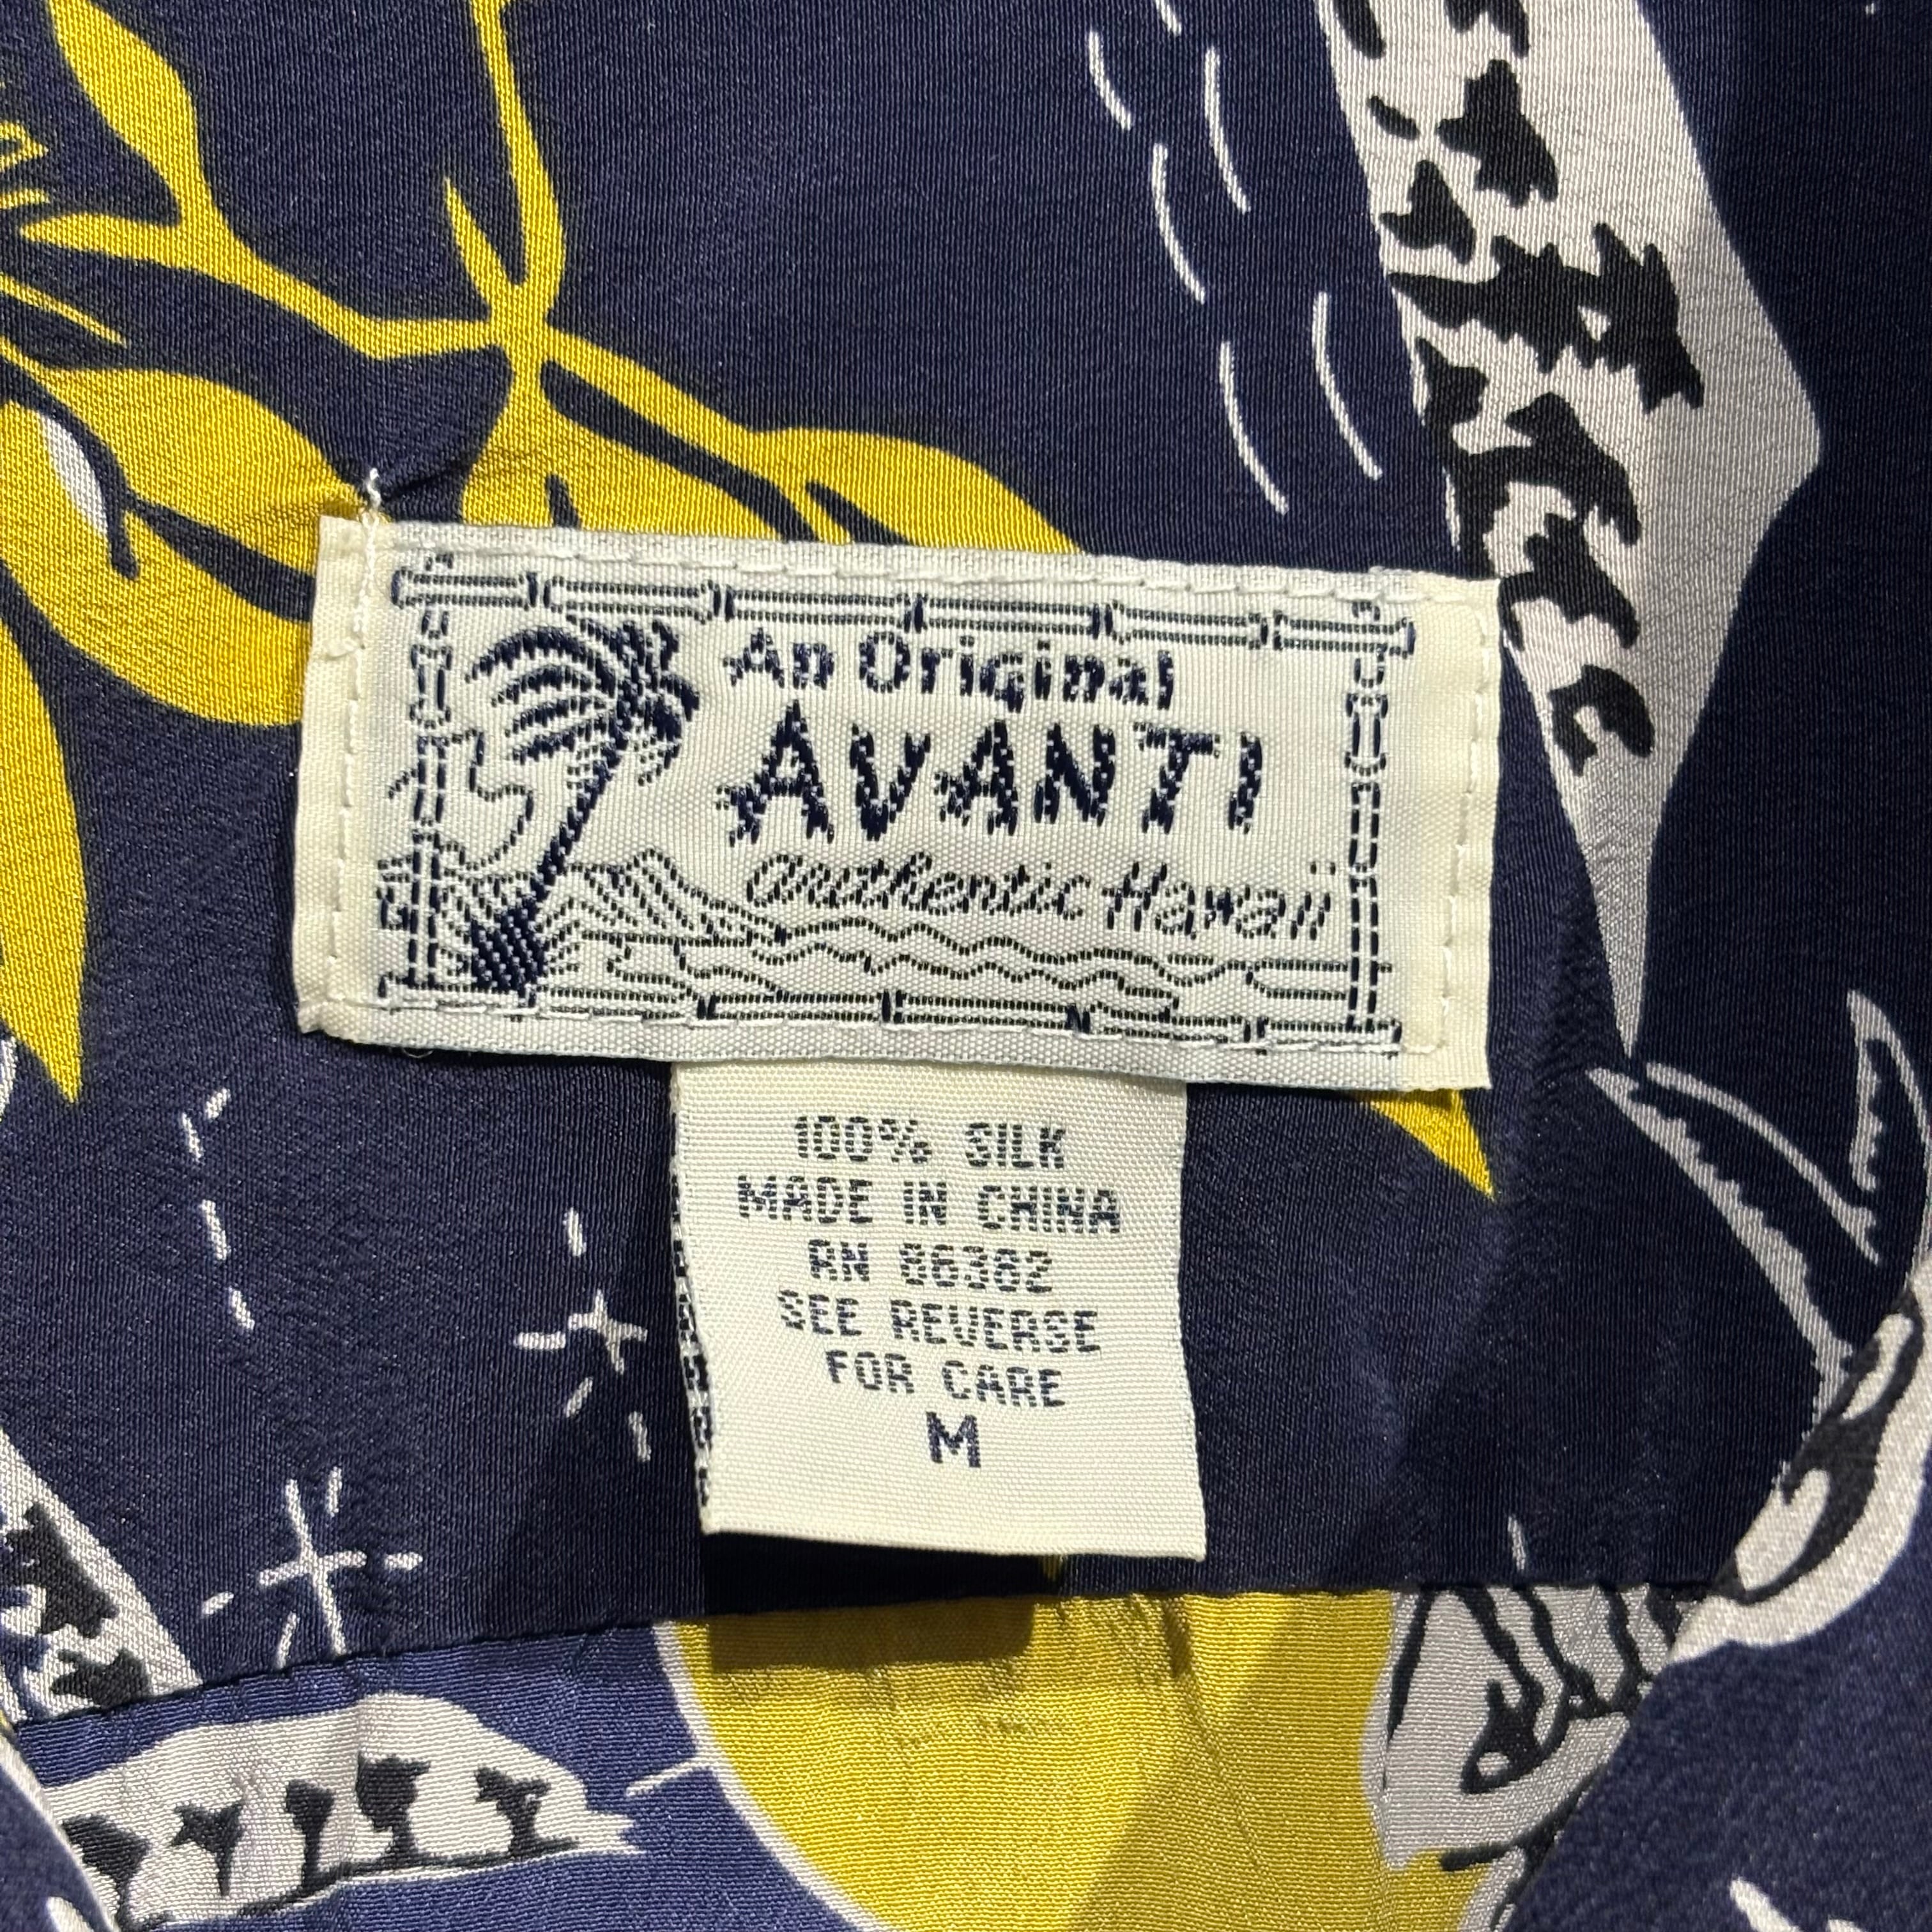 An Original
AVANTI
authentic Hawaii
100% SILK
MADE IN CHINA
RN 86382
SEE REVERSE
FOR CARE
M